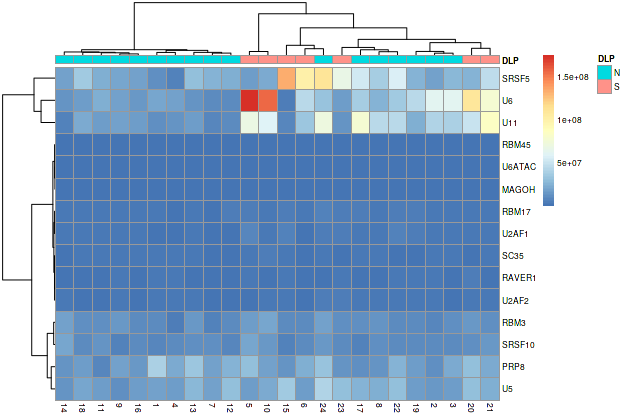 DLP
DLP
N
S
SRSF5
U6
U11
RBM45
U6ATAC
MAGOH
RBM17
U2AF1
SC35
RAVER1
U2AF2
RBM3
SRSF10
PRP8
U5
1.5e+08
1e+08
5e+07
14 18 11 9 16 1 4 13 7 12 5 10 15 6 24 23 17 8 22 19 2 3 20 21